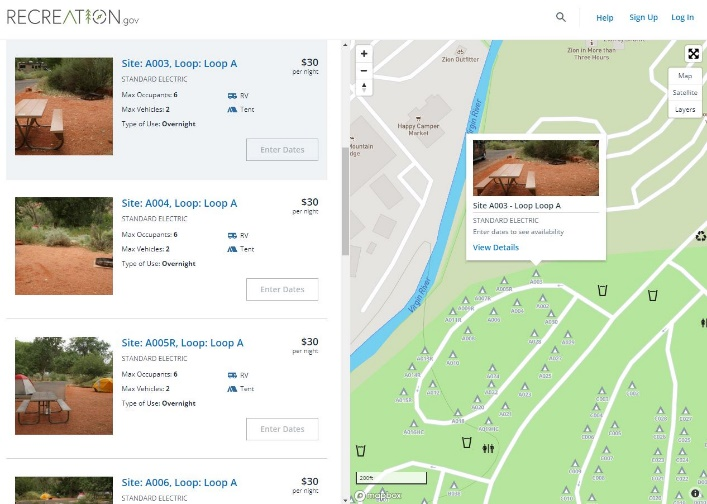 RECREATION.gov
Help
Sign Up
Log In
Site: A003, Loop: Loop A
$30
per night
STANDARD ELECTRIC
Max Occupants: 6
RV
Max Vehicles: 2
Tent
Type of Use: Overnight
Enter Dates
Site: A004, Loop: Loop A
$30
per night
STANDARD ELECTRIC
Max Occupants: 6
RV
Max Vehicles: 2
Tent
Type of Use: Overnight
Enter Dates
Site: A005R, Loop: Loop A
$30
per night
STANDARD ELECTRIC
Max Occupants: 6
RV
Max Vehicles: 2
Tent
Type of Use: Overnight
Enter Dates
Site: A006, Loop: Loop A
$30
per night
STANDARD ELECTRIC
Zion Outfitter
Zion in More than
Three Hours
+
−
Map
Satellite
Layers
Virgin River
Happy Camper
Market
Site A003 - Loop Loop A
STANDARD ELECTRIC
Enter dates to see availability
View Details
Virgin River
A003
A002
A004
A006
mapbox